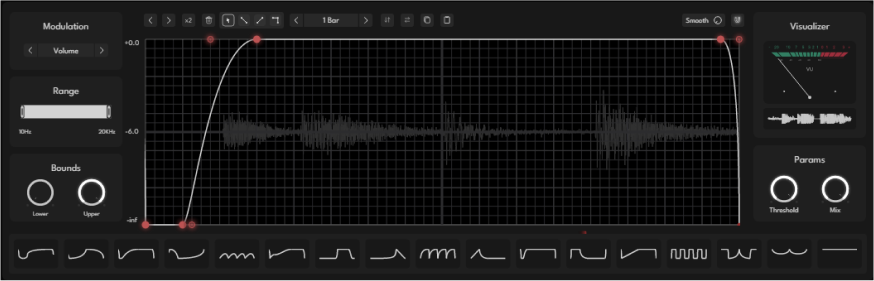 Modulation
Volume
Range
10Hz 20KHz
Bounds
Lower Upper
x2
1 Bar
Smooth
+0.0
-6.0
-inf
Visualizer
VU
Params
Threshold Mix